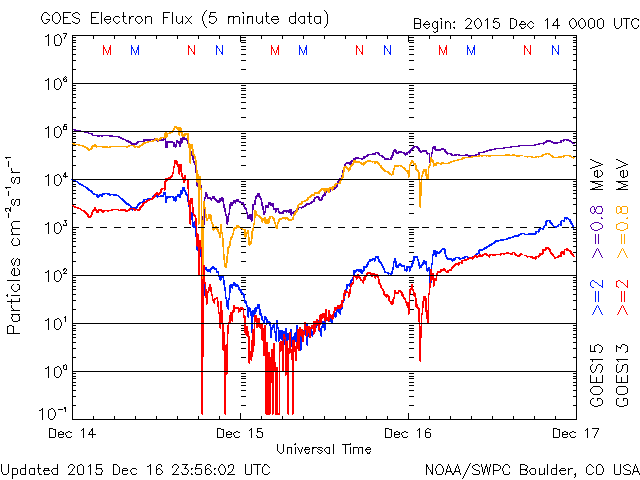 GOES Electron Flux (5 minute data)
Begin: 2015 Dec 14 0000 UTC
M M N N M M N N M M N N
10⁷
10⁶
10⁵
10⁴
10³
10²
10¹
10⁰
10⁻¹
Particles cm⁻²s⁻¹sr⁻¹
Dec 14 Dec 15 Dec 16 Dec 17
Universal Time
GOES15 >=2 >=0.8 MeV
GOES13 >=2 >=0.8 MeV
Updated 2015 Dec 16 23:56:02 UTC
NOAA/SWPC Boulder, CO USA